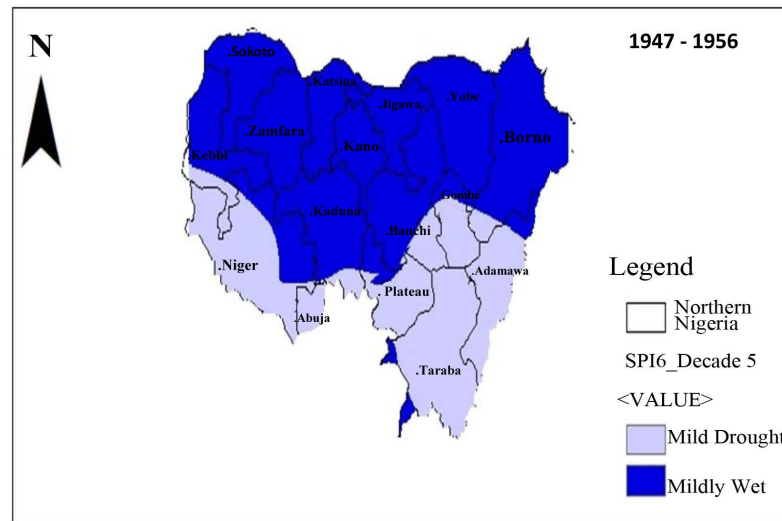 N
1947 - 1956
.Sokoto
.Katsina
.Jigawa
.Yobe
.Zamfara
.Kano
.Borno
Kebbi
Gombe
.Kaduna
.Bauchi
.Niger
.Adamawa
. Plateau
.Abuja
.Taraba
Legend
Northern
Nigeria
SPI6_Decade 5
<VALUE>
Mild Drought
Mildly Wet